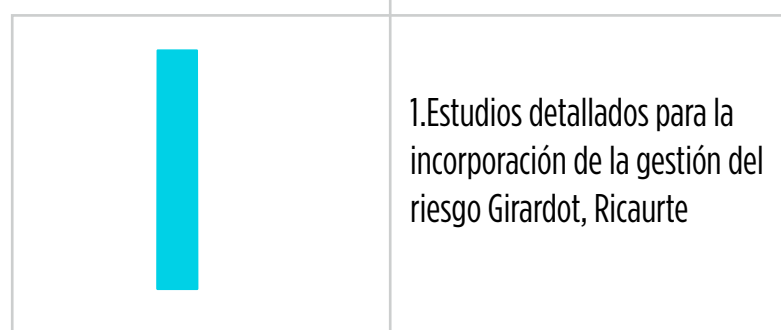 1.Estudios detallados para la
incorporación de la gestión del
riesgo Girardot, Ricaurte